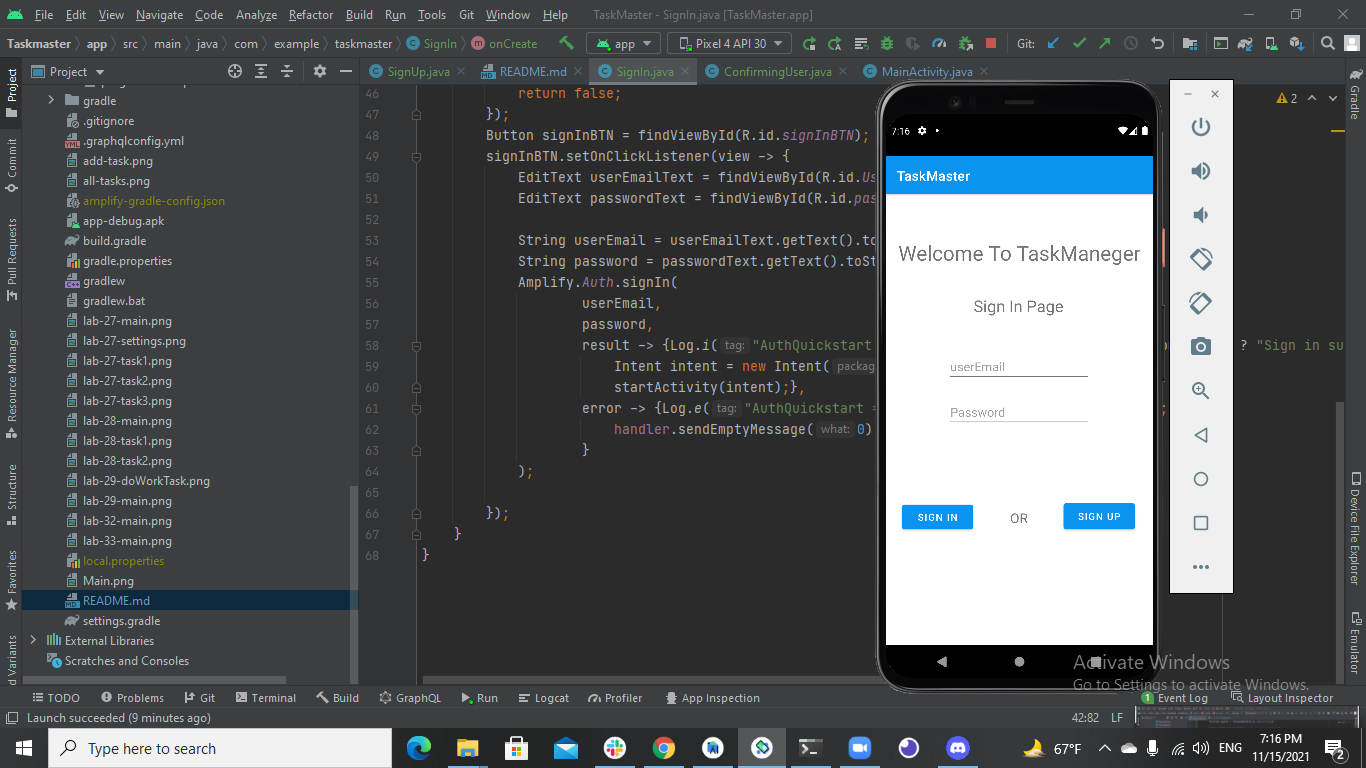 File Edit View Navigate Code Analyze Refactor Build Run Tools Git Window Help TaskMaster - SignIn.java [TaskMaster.app]
Taskmaster app src main java com example taskmaster SignIn onCreate app Pixel 4 API 30 Git:
Project SignUp.java README.md SignIn.java ConfirmingUser.java MainActivity.java
Project
Commit
Pull Requests
Resource Manager
Structure
Favorites
d Variants
gradle
.gitignore
.graphqlconfig.yml
add-task.png
all-tasks.png
amplify-gradle-config.json
app-debug.apk
build.gradle
gradle.properties
gradlew
gradlew.bat
lab-27-main.png
lab-27-settings.png
lab-27-task1.png
lab-27-task2.png
lab-27-task3.png
lab-28-main.png
lab-28-task1.png
lab-28-task2.png
lab-29-doWorkTask.png
lab-29-main.png
lab-32-main.png
lab-33-main.png
local.properties
Main.png
README.md
settings.gradle
External Libraries
Scratches and Consoles
46 return false;
47 });
48 Button signInBTN = findViewById(R.id.signInBTN);
49 signInBTN.setOnClickListener(view -> {
50 EditText userEmailText = findViewById(R.id.Us
51 EditText passwordText = findViewById(R.id.pas
52
53 String userEmail = userEmailText.getText().to
54 String password = passwordText.getText().toSt
55 Amplify.Auth.signIn(
56 userEmail,
57 password,
58 result -> {Log.i( tag: "AuthQuickstart ? "Sign in su
59 Intent intent = new Intent( packag
60 startActivity(intent);},
61 error -> {Log.e( tag: "AuthQuickstart = ;
62 handler.sendEmptyMessage( what: 0)
63 }
64 );
65
66 });
67 }
68 }
2
7:16
TaskMaster
Welcome To TaskManeger
Sign In Page
userEmail
Password
SIGN IN OR SIGN UP
Gradle
Device File Explorer
Emulator
Activate Windows
Go to Settings to activate Windows.
TODO Problems Git Terminal Build GraphQL Run Logcat Profiler App Inspection 1 Event Log Layout Inspector
Launch succeeded (9 minutes ago) 42:82 LF
Type here to search 67°F ENG 7:16 PM
11/15/2021 2